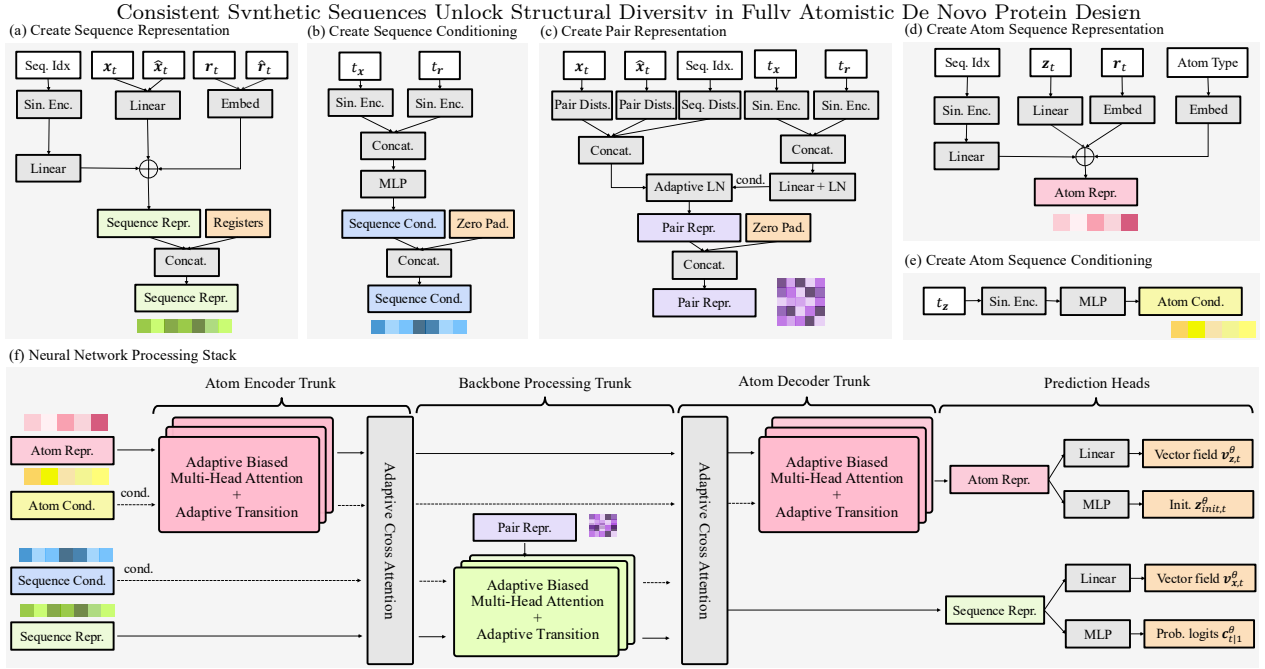 Consistent Synthetic Sequences Unlock Structural Diversity in Fully Atomistic De Novo Protein Design
(a) Create Sequence Representation
Seq. Idx
𝒙_t
𝒙̂_t
𝒓_t
𝒓̂_t
Sin. Enc.
Linear
Embed
Linear
Sequence Repr.
Registers
Concat.
Sequence Repr.
(b) Create Sequence Conditioning
t_𝒙
t_𝒓
Sin. Enc.
Sin. Enc.
Concat.
MLP
Sequence Cond.
Zero Pad.
Concat.
Sequence Cond.
(c) Create Pair Representation
𝒙_t
𝒙̂_t
Seq. Idx.
t_𝒙
t_𝒓
Pair Dists.
Pair Dists.
Seq. Dists.
Sin. Enc.
Sin. Enc.
Concat.
Concat.
Adaptive LN
cond.
Linear + LN
Pair Repr.
Zero Pad.
Concat.
Pair Repr.
(d) Create Atom Sequence Representation
Seq. Idx
𝒛_t
𝒓_t
Atom Type
Sin. Enc.
Linear
Embed
Embed
Linear
Atom Repr.
(e) Create Atom Sequence Conditioning
t_𝒛
Sin. Enc.
MLP
Atom Cond.
(f) Neural Network Processing Stack
Atom Encoder Trunk
Backbone Processing Trunk
Atom Decoder Trunk
Prediction Heads
Atom Repr.
Atom Cond.
cond.
Sequence Cond.
cond.
Sequence Repr.
Adaptive Biased
Multi-Head Attention
+
Adaptive Transition
Adaptive Cross Attention
Pair Repr.
Adaptive Biased
Multi-Head Attention
+
Adaptive Transition
Adaptive Cross Attention
Adaptive Biased
Multi-Head Attention
+
Adaptive Transition
Atom Repr.
Linear
Vector field 𝒗^θ_{𝒛,t}
MLP
Init. 𝒛^θ_{init,t}
Sequence Repr.
Linear
Vector field 𝒗^θ_{𝒙,t}
MLP
Prob. logits 𝒄^θ_{t|1}